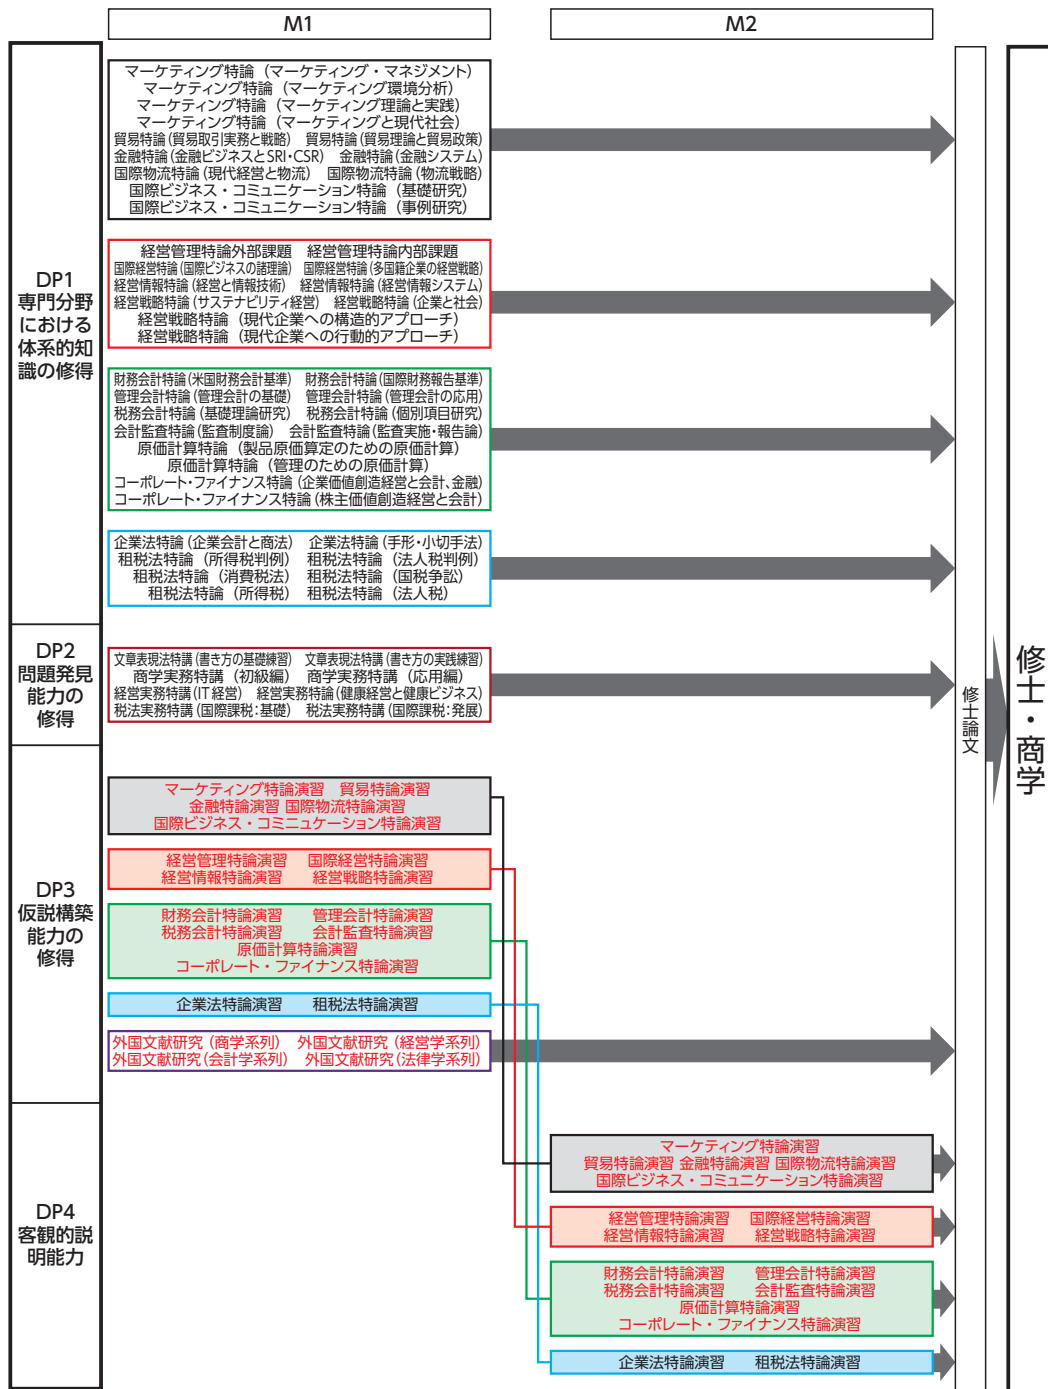 M1
M2
DP1
専門分野
における
体系的知
識の修得
マーケティング特論（マーケティング・マネジメント）
マーケティング特論（マーケティング環境分析）
マーケティング特論（マーケティング理論と実践）
マーケティング特論（マーケティングと現代社会）
貿易特論（貿易取引実務と戦略）　貿易特論（貿易理論と貿易政策）
金融特論（金融ビジネスとSRI・CSR）　金融特論（金融システム）
国際物流特論（現代経営と物流）　国際物流特論（物流戦略）
国際ビジネス・コミュニケーション特論（基礎研究）
国際ビジネス・コミュニケーション特論（事例研究）
経営管理特論外部課題　経営管理特論内部課題
国際経営特論（国際ビジネスの諸理論）　国際経営特論（多国籍企業の経営戦略）
経営情報特論（経営と情報技術）　経営情報特論（経営情報システム）
経営戦略特論（サステナビリティ経営）　経営戦略特論（企業と社会）
経営戦略特論（現代企業への構造的アプローチ）
経営戦略特論（現代企業への行動的アプローチ）
財務会計特論（米国財務会計基準）　財務会計特論（国際財務報告基準）
管理会計特論（管理会計の基礎）　管理会計特論（管理会計の応用）
税務会計特論（基礎理論研究）　税務会計特論（個別項目研究）
会計監査特論（監査制度論）　会計監査特論（監査実施・報告論）
原価計算特論（製品原価算定のための原価計算）
原価計算特論（管理のための原価計算）
コーポレート・ファイナンス特論（企業価値創造経営と会計、金融）
コーポレート・ファイナンス特論（株主価値創造経営と会計）
企業法特論（企業会計と商法）　企業法特論（手形・小切手法）
租税法特論（所得税判例）　租税法特論（法人税判例）
租税法特論（消費税法）　租税法特論（国税争訟）
租税法特論（所得税）　租税法特論（法人税）
DP2
問題発見
能力の
修得
文章表現法特講（書き方の基礎練習）　文章表現法特講（書き方の実践練習）
商学実務特講（初級編）　商学実務特講（応用編）
経営実務特講（IT経営）　経営実務特論（健康経営と健康ビジネス）
税法実務特講（国際課税：基礎）　税法実務特講（国際課税：発展）
DP3
仮説構築
能力の
修得
マーケティング特論演習　貿易特論演習
金融特論演習 国際物流特論演習
国際ビジネス・コミニュケーション特論演習
経営管理特論演習　国際経営特論演習
経営情報特論演習　経営戦略特論演習
財務会計特論演習　管理会計特論演習
税務会計特論演習　会計監査特論演習
原価計算特論演習
コーポレート・ファイナンス特論演習
企業法特論演習　租税法特論演習
外国文献研究（商学系列）　外国文献研究（経営学系列）
外国文献研究（会計学系列）　外国文献研究（法律学系列）
DP4
客観的説
明能力
マーケティング特論演習
貿易特論演習 金融特論演習 国際物流特論演習
国際ビジネス・コミュニケーション特論演習
経営管理特論演習　国際経営特論演習
経営情報特論演習　経営戦略特論演習
財務会計特論演習　管理会計特論演習
税務会計特論演習　会計監査特論演習
原価計算特論演習
コーポレート・ファイナンス特論演習
企業法特論演習　租税法特論演習
修士論文
修士・商学